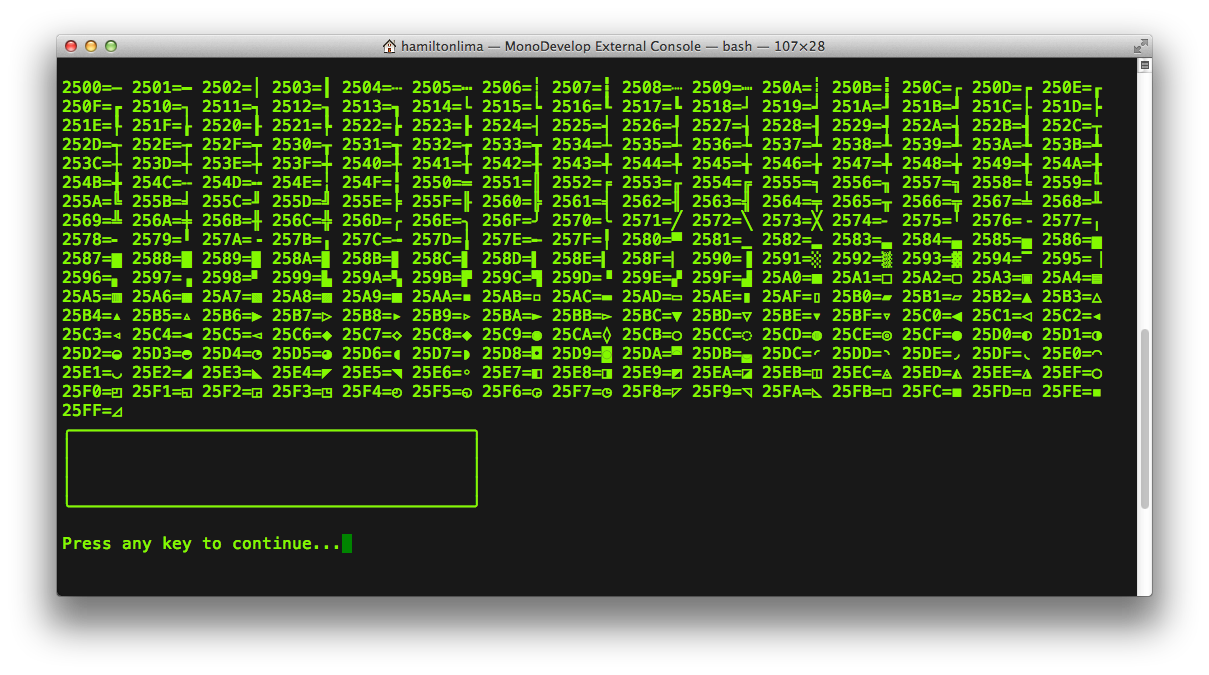 hamiltonlima — MonoDevelop External Console — bash — 107×28
2500=─ 2501=━ 2502=│ 2503=┃ 2504=┄ 2505=┅ 2506=┆ 2507=┇ 2508=┈ 2509=┉ 250A=┊ 250B=┋ 250C=┌ 250D=┍ 250E=┎
250F=┏ 2510=┐ 2511=┑ 2512=┒ 2513=┓ 2514=└ 2515=┕ 2516=┖ 2517=┗ 2518=┘ 2519=┙ 251A=┚ 251B=┛ 251C=├ 251D=┝
251E=┞ 251F=┟ 2520=┠ 2521=┡ 2522=┢ 2523=┣ 2524=┤ 2525=┥ 2526=┦ 2527=┧ 2528=┨ 2529=┩ 252A=┪ 252B=┫ 252C=┬
252D=┭ 252E=┮ 252F=┯ 2530=┰ 2531=┱ 2532=┲ 2533=┳ 2534=┴ 2535=┵ 2536=┶ 2537=┷ 2538=┸ 2539=┹ 253A=┺ 253B=┻
253C=┼ 253D=┽ 253E=┾ 253F=┿ 2540=╀ 2541=╁ 2542=╂ 2543=╃ 2544=╄ 2545=╅ 2546=╆ 2547=╇ 2548=╈ 2549=╉ 254A=╊
254B=╋ 254C=╌ 254D=╍ 254E=╎ 254F=╏ 2550=═ 2551=║ 2552=╒ 2553=╓ 2554=╔ 2555=╕ 2556=╖ 2557=╗ 2558=╘ 2559=╙
255A=╚ 255B=╛ 255C=╜ 255D=╝ 255E=╞ 255F=╟ 2560=╠ 2561=╡ 2562=╢ 2563=╣ 2564=╤ 2565=╥ 2566=╦ 2567=╧ 2568=╨
2569=╩ 256A=╪ 256B=╫ 256C=╬ 256D=╭ 256E=╮ 256F=╯ 2570=╰ 2571=╱ 2572=╲ 2573=╳ 2574=╴ 2575=╵ 2576=╶ 2577=╷
2578=╸ 2579=╹ 257A=╺ 257B=╻ 257C=╼ 257D=╽ 257E=╾ 257F=╿ 2580=▀ 2581=▁ 2582=▂ 2583=▃ 2584=▄ 2585=▅ 2586=▆
2587=▇ 2588=█ 2589=▉ 258A=▊ 258B=▋ 258C=▌ 258D=▍ 258E=▎ 258F=▏ 2590=▐ 2591=░ 2592=▒ 2593=▓ 2594=▔ 2595=▕
2596=▖ 2597=▗ 2598=▘ 2599=▙ 259A=▚ 259B=▛ 259C=▜ 259D=▝ 259E=▞ 259F=▟ 25A0=■ 25A1=□ 25A2=▢ 25A3=▣ 25A4=▤
25A5=▥ 25A6=▦ 25A7=▧ 25A8=▨ 25A9=▩ 25AA=▪ 25AB=▫ 25AC=▬ 25AD=▭ 25AE=▮ 25AF=▯ 25B0=▰ 25B1=▱ 25B2=▲ 25B3=△
25B4=▴ 25B5=▵ 25B6=▶ 25B7=▷ 25B8=▸ 25B9=▹ 25BA=► 25BB=▻ 25BC=▼ 25BD=▽ 25BE=▾ 25BF=▿ 25C0=◀ 25C1=◁ 25C2=◂
25C3=◃ 25C4=◄ 25C5=◅ 25C6=◆ 25C7=◇ 25C8=◈ 25C9=◉ 25CA=◊ 25CB=○ 25CC=◌ 25CD=◍ 25CE=◎ 25CF=● 25D0=◐ 25D1=◑
25D2=◒ 25D3=◓ 25D4=◔ 25D5=◕ 25D6=◖ 25D7=◗ 25D8=◘ 25D9=◙ 25DA=◚ 25DB=◛ 25DC=◜ 25DD=◝ 25DE=◞ 25DF=◟ 25E0=◠
25E1=◡ 25E2=◢ 25E3=◣ 25E4=◤ 25E5=◥ 25E6=◦ 25E7=◧ 25E8=◨ 25E9=◩ 25EA=◪ 25EB=◫ 25EC=◬ 25ED=◭ 25EE=◮ 25EF=◯
25F0=◰ 25F1=◱ 25F2=◲ 25F3=◳ 25F4=◴ 25F5=◵ 25F6=◶ 25F7=◷ 25F8=◸ 25F9=◹ 25FA=◺ 25FB=◻ 25FC=◼ 25FD=◽ 25FE=◾
25FF=◿
Press any key to continue...